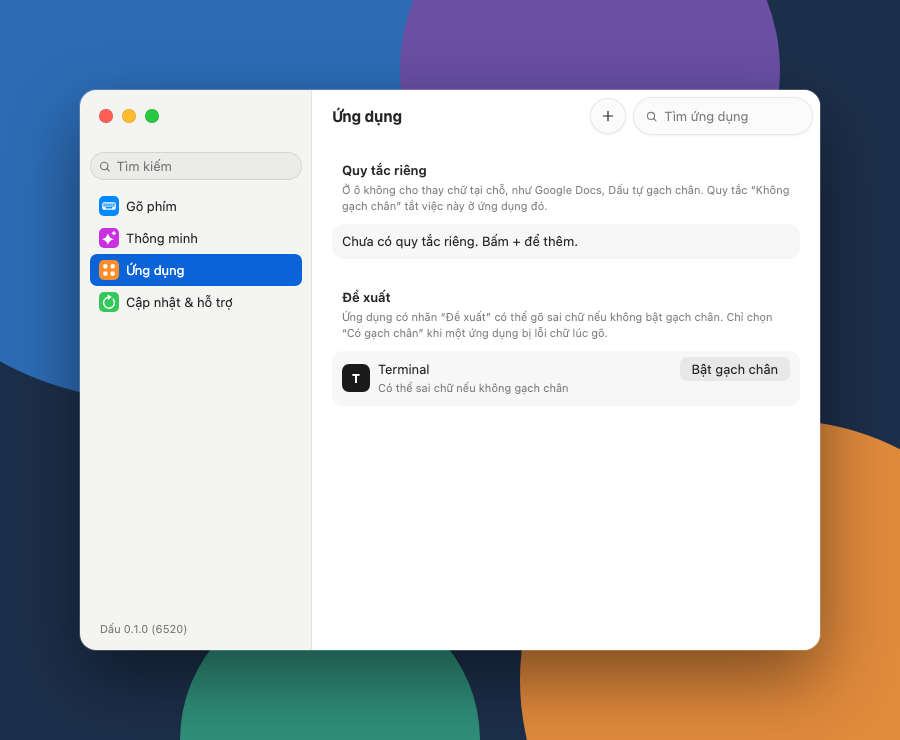 Ứng dụng
+
Tìm ứng dụng
Tìm kiếm
Gõ phím
Thông minh
Ứng dụng
Cập nhật & hỗ trợ
Dấu 0.1.0 (6520)
Quy tắc riêng
Ở ô không cho thay chữ tại chỗ, như Google Docs, Dấu tự gạch chân. Quy tắc “Không
gạch chân” tắt việc này ở ứng dụng đó.
Chưa có quy tắc riêng. Bấm + để thêm.
Đề xuất
Ứng dụng có nhãn “Đề xuất” có thể gõ sai chữ nếu không bật gạch chân. Chỉ chọn
“Có gạch chân” khi một ứng dụng bị lỗi chữ lúc gõ.
T
Terminal
Có thể sai chữ nếu không gạch chân
Bật gạch chân